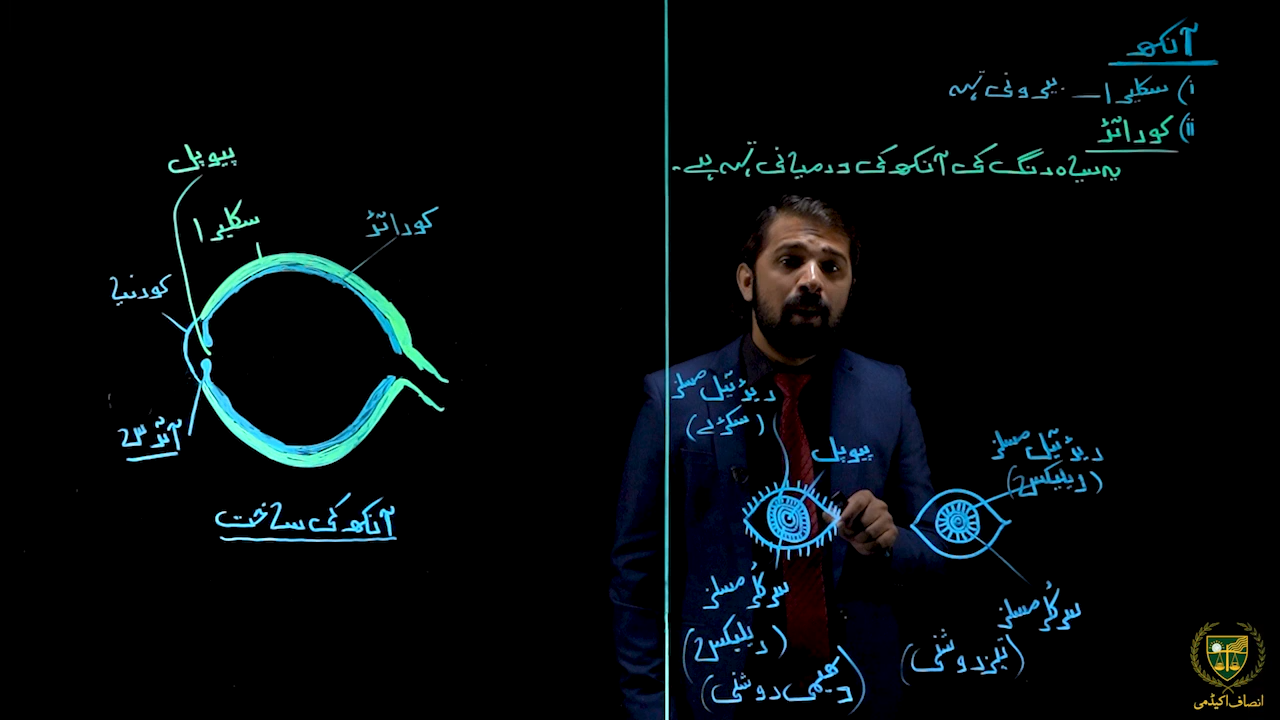 آنکھ
i) سکلیرا — بیرونی تہہ
ii) کورائڈ
یہ سیاہ رنگ کی آنکھ کی درمیانی تہہ ہے۔
پیوپل
سکلیرا
کورائڈ
کورنیا
آئرس
آنکھ کی ساخت
ریڈیئل مسلز
(سکڑے)
پیوپل
سرکلر مسلز
(ریلیکس)
(دھیمی روشنی)
ریڈیئل مسلز
(ریلیکس)
سرکلر مسلز
(تیز روشنی)
انصاف اکیڈمی